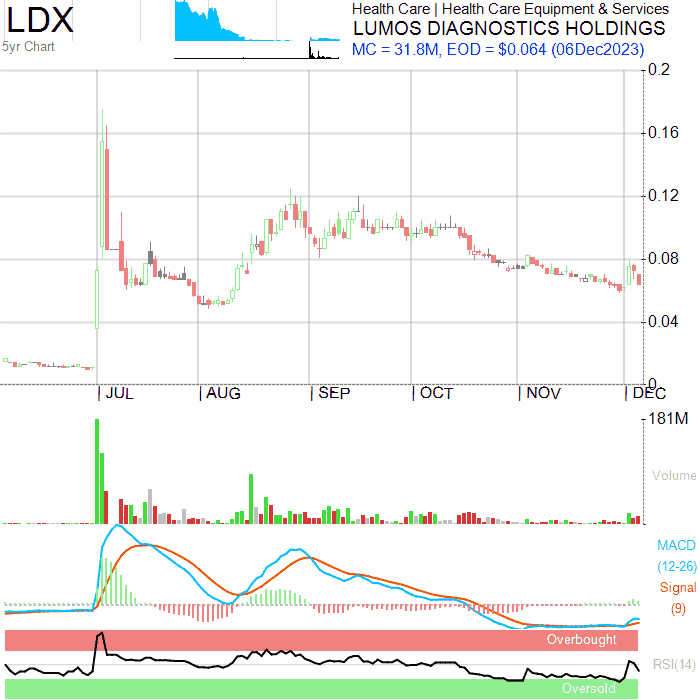 LDX
Health Care | Health Care Equipment & Services
LUMOS DIAGNOSTICS HOLDINGS
5yr Chart
MC = 31.8M, EOD = $0.064 (06Dec2023)
0.2
0.16
0.12
0.08
0.04
0
JUL AUG SEP OCT NOV DEC
181M
Volume
MACD
(12-26)
Signal
(9)
Overbought
RSI(14)
Oversold